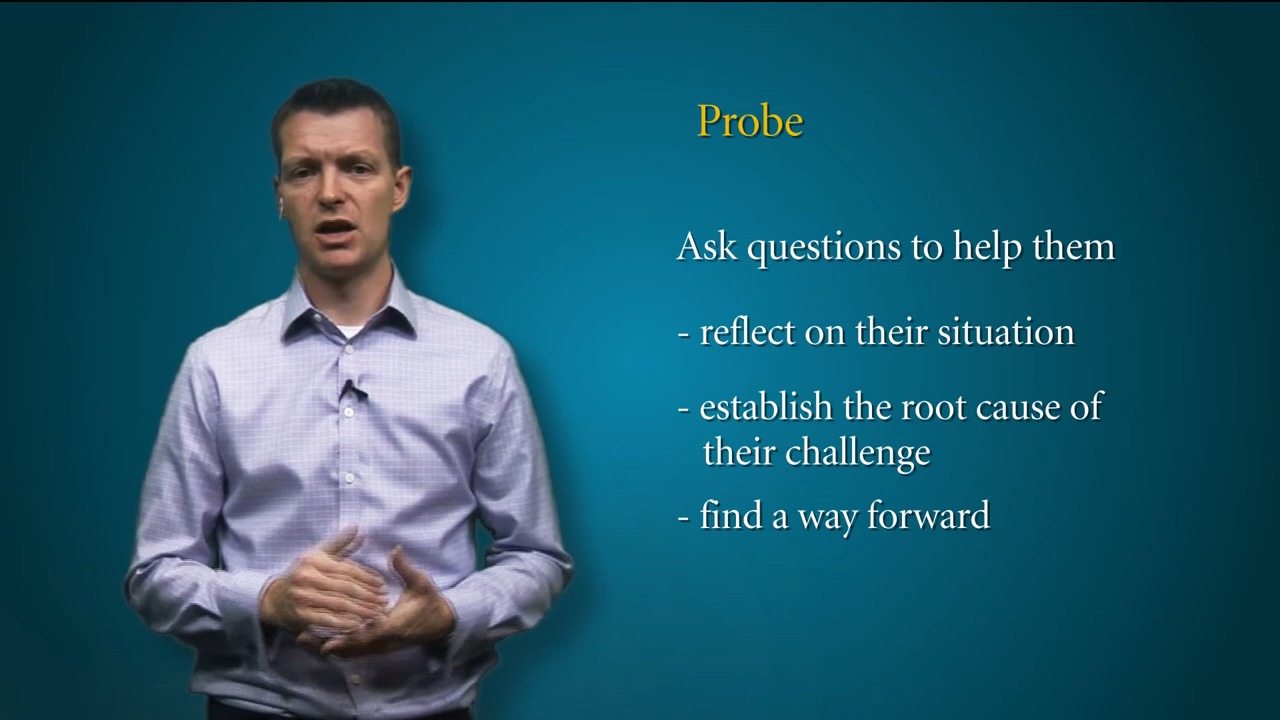 Probe
Ask questions to help them
- reflect on their situation
- establish the root cause of
their challenge
- find a way forward